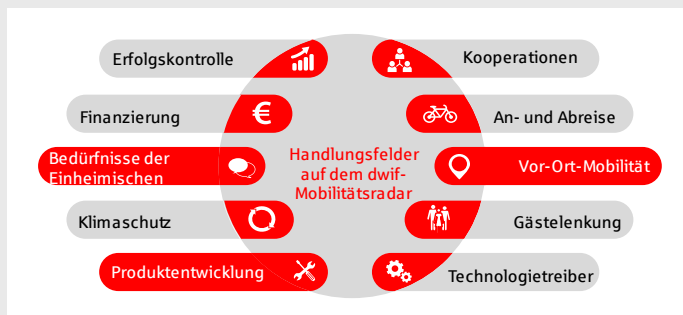 Erfolgskontrolle
Kooperationen
Finanzierung
€
An- und Abreise
Bedürfnisse der
Einheimischen
Handlungsfelder
auf dem dwif-
Mobilitätsradar
Vor-Ort-Mobilität
Klimaschutz
Gästelenkung
Produktentwicklung
Technologietreiber